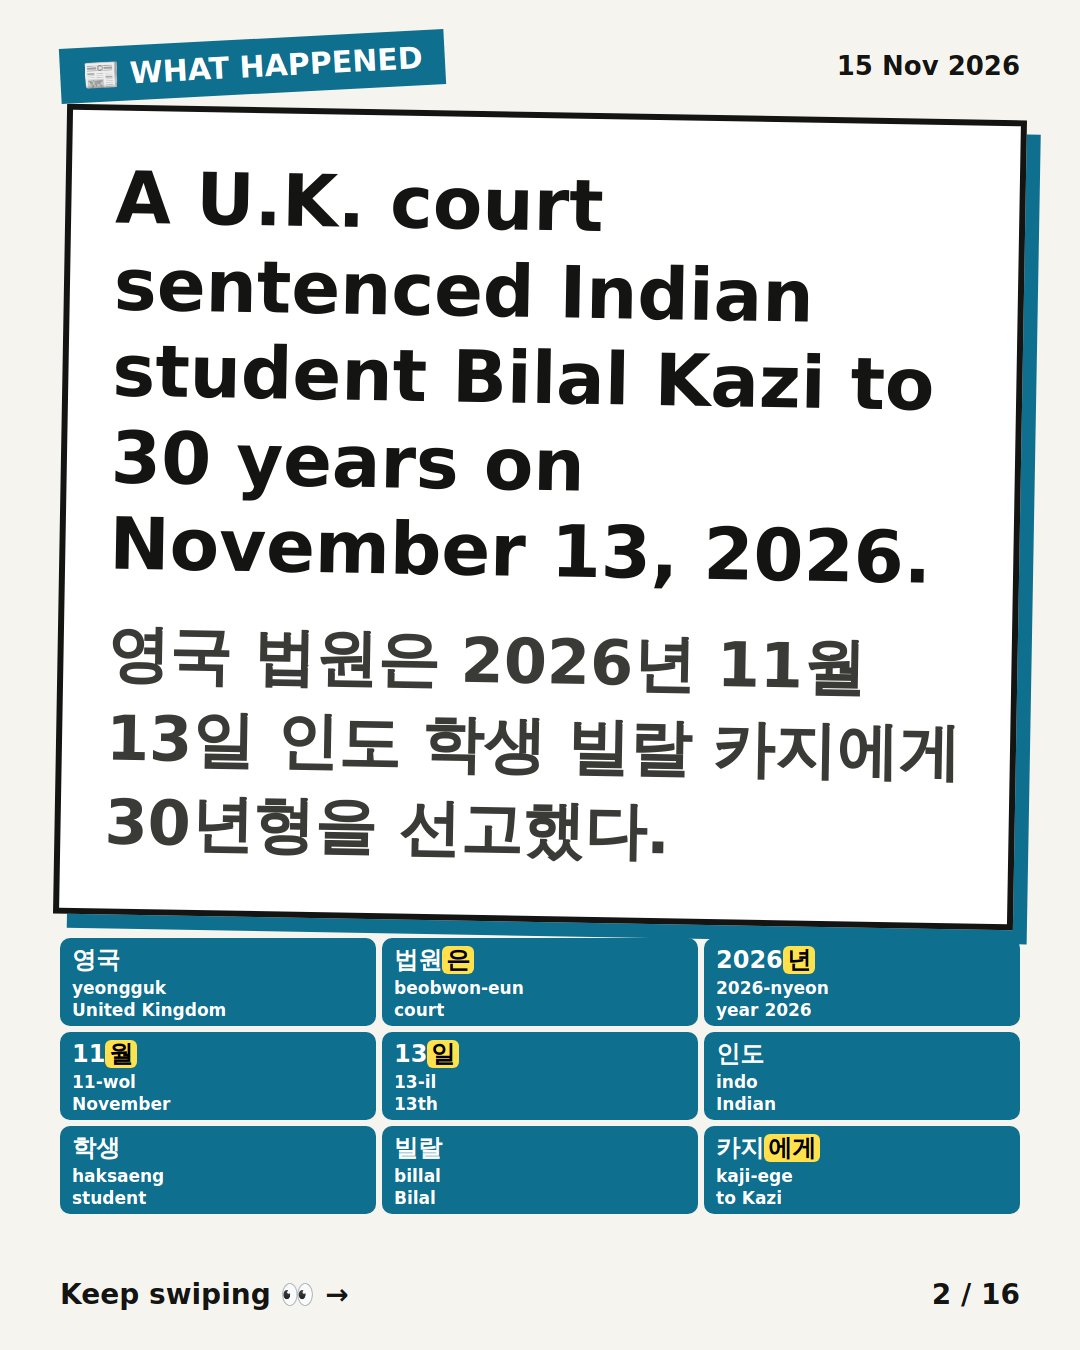 📰 WHAT HAPPENED
15 Nov 2026
A U.K. court
sentenced Indian
student Bilal Kazi to
30 years on
November 13, 2026.
영국 법원은 2026년 11월
13일 인도 학생 빌랄 카지에게
30년형을 선고했다.
영국
yeongguk
United Kingdom
법원은
beobwon-eun
court
2026년
2026-nyeon
year 2026
11월
11-wol
November
13일
13-il
13th
인도
indo
Indian
학생
haksaeng
student
빌랄
billal
Bilal
카지에게
kaji-ege
to Kazi
Keep swiping 👀 →
2 / 16